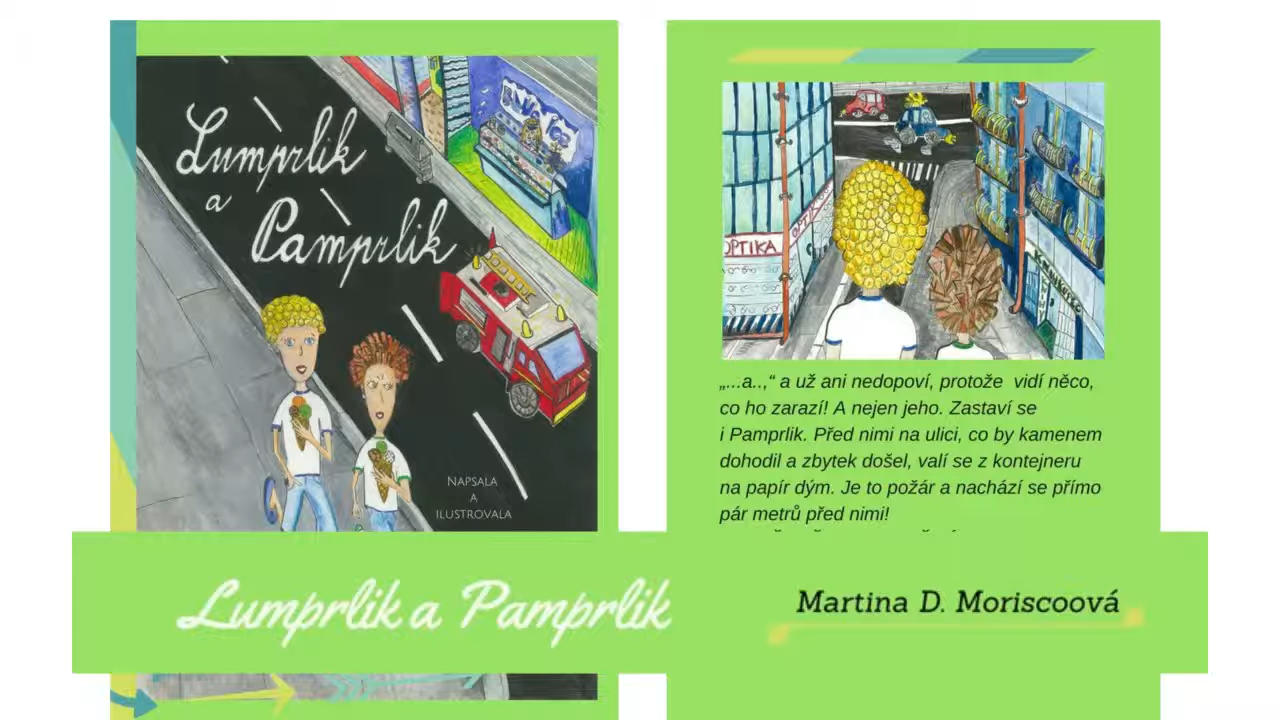 Lumprlik
a
Pamprlik
NAPSALA
A
ILUSTROVALA
OPTIKA
„...a..,“ a už ani nedopoví, protože vidí něco,
co ho zarazí! A nejen jeho. Zastaví se
i Pamprlik. Před nimi na ulici, co by kamenem
dohodil a zbytek došel, valí se z kontejneru
na papír dým. Je to požár a nachází se přímo
pár metrů před nimi!
Lumprlik a Pamprlik
Martina D. Moriscoová